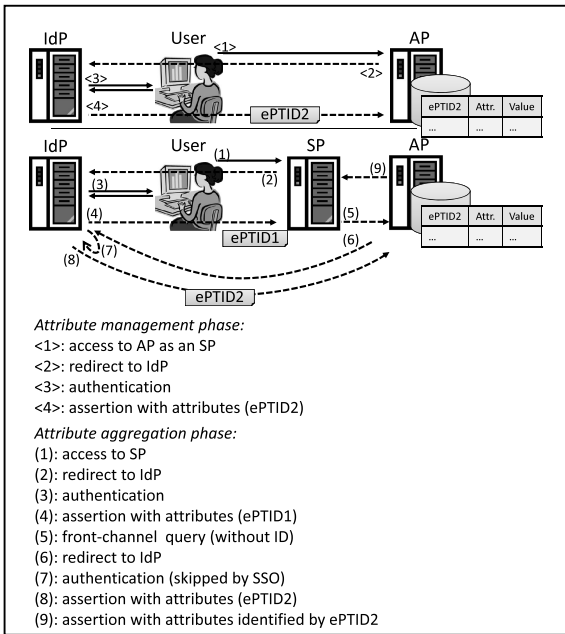 IdP User AP
<1>
<2>
<3>
<4>
ePTID2
ePTID2 Attr. Value
... ... ...
IdP User SP AP
(1)
(2)
(9)
(3)
(4)
(5)
ePTID1
(6)
(7)
(8)
ePTID2
ePTID2 Attr. Value
... ... ...
Attribute management phase:
<1>: access to AP as an SP
<2>: redirect to IdP
<3>: authentication
<4>: assertion with attributes (ePTID2)
Attribute aggregation phase:
(1): access to SP
(2): redirect to IdP
(3): authentication
(4): assertion with attributes (ePTID1)
(5): front-channel query (without ID)
(6): redirect to IdP
(7): authentication (skipped by SSO)
(8): assertion with attributes (ePTID2)
(9): assertion with attributes identified by ePTID2